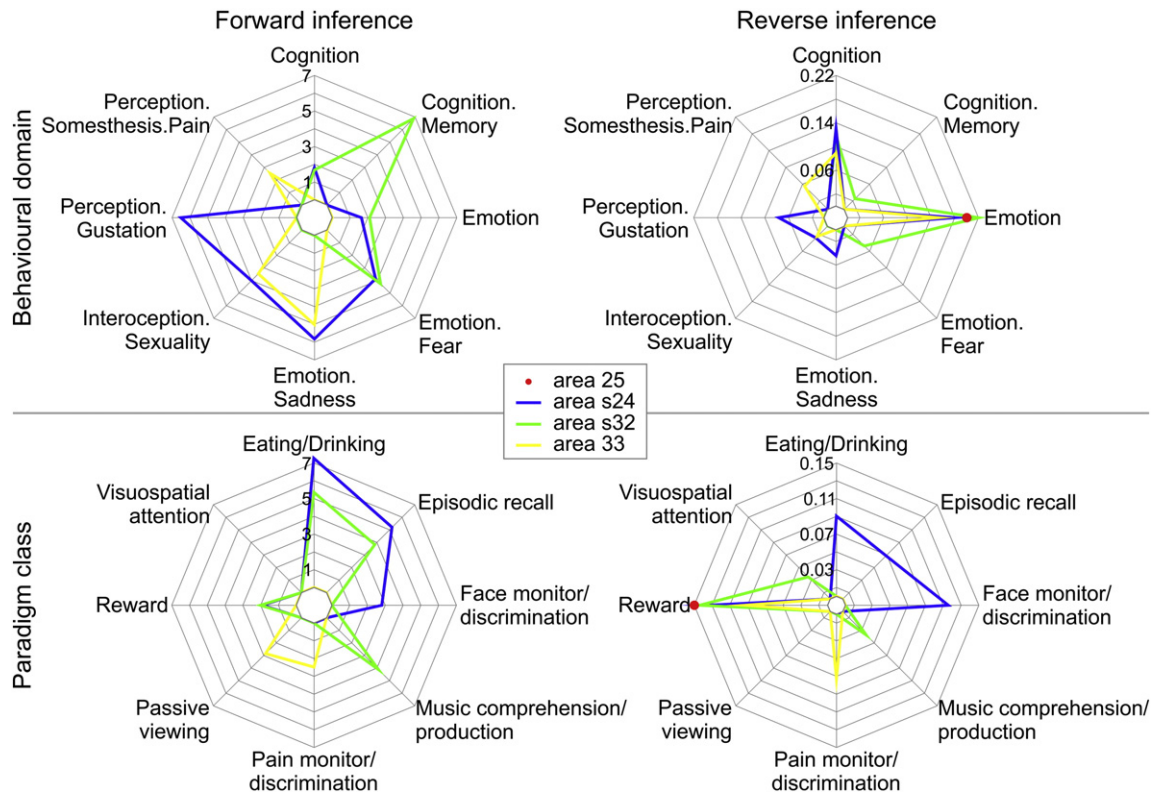 Forward inference
Reverse inference
Behavioural domain
Cognition
7
5
3
1
Cognition.
Memory
Emotion
Emotion.
Fear
Emotion.
Sadness
Interoception.
Sexuality
Perception.
Gustation
Perception.
Somesthesis.Pain
Cognition
0.22
0.14
0.06
Cognition.
Memory
Emotion
Emotion.
Fear
Emotion.
Sadness
Interoception.
Sexuality
Perception.
Gustation
Perception.
Somesthesis.Pain
area 25
area s24
area s32
area 33
Paradigm class
Eating/Drinking
7
5
3
1
Episodic recall
Face monitor/
discrimination
Music comprehension/
production
Pain monitor/
discrimination
Passive
viewing
Reward
Visuospatial
attention
Eating/Drinking
0.15
0.11
0.07
0.03
Episodic recall
Face monitor/
discrimination
Music comprehension/
production
Pain monitor/
discrimination
Passive
viewing
Reward
Visuospatial
attention